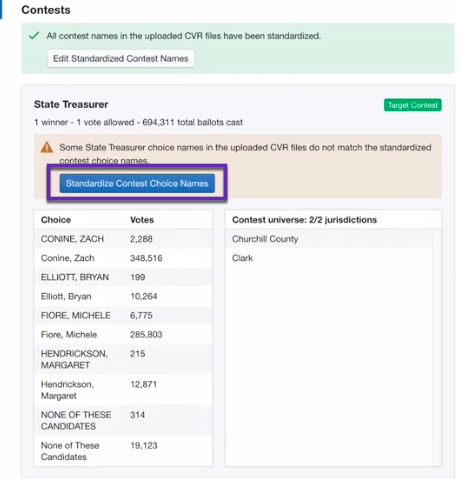 Contests
All contest names in the uploaded CVR files have been standardized.
Edit Standardized Contest Names
State Treasurer
Target Contest
1 winner - 1 vote allowed - 694,311 total ballots cast
Some State Treasurer choice names in the uploaded CVR files do not match the standardized
contest choice names.
Standardize Contest Choice Names
Choice Votes
CONINE, ZACH 2,288
Conine, Zach 348,516
ELLIOTT, BRYAN 199
Elliott, Bryan 10,264
FIORE, MICHELE 6,775
Fiore, Michele 285,803
HENDRICKSON, 215
MARGARET
Hendrickson, 12,871
Margaret
NONE OF THESE 314
CANDIDATES
None of These 19,123
Candidates
Contest universe: 2/2 jurisdictions
Churchill County
Clark